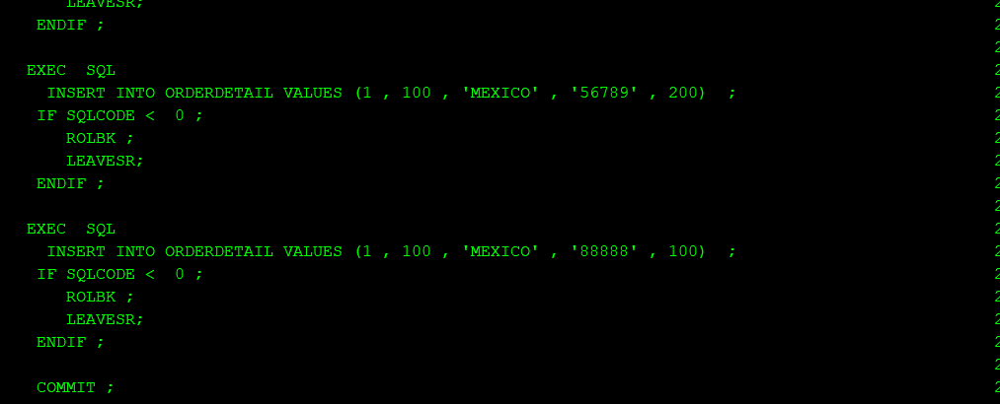 LEAVESR;
ENDIF ;
EXEC  SQL
INSERT INTO ORDERDETAIL VALUES (1 , 100 , 'MEXICO' , '56789' , 200)  ;
IF SQLCODE <  0 ;
ROLBK ;
LEAVESR;
ENDIF ;
EXEC  SQL
INSERT INTO ORDERDETAIL VALUES (1 , 100 , 'MEXICO' , '88888' , 100)  ;
IF SQLCODE <  0 ;
ROLBK ;
LEAVESR;
ENDIF ;
COMMIT ;